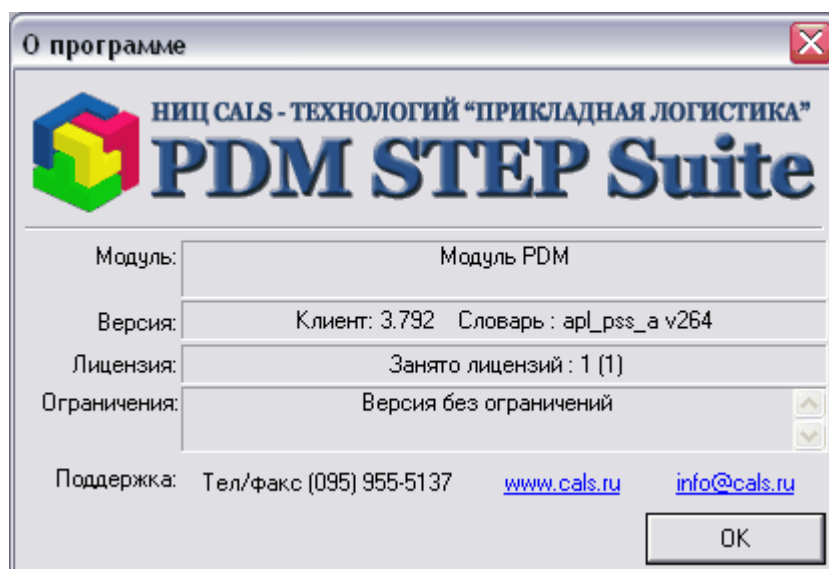 О программе
НИЦ CALS - ТЕХНОЛОГИЙ “ПРИКЛАДНАЯ ЛОГИСТИКА”
PDM STEP Suite
Модуль: Модуль PDM
Версия: Клиент: 3.792 Словарь : apl_pss_a v264
Лицензия: Занято лицензий : 1 (1)
Ограничения: Версия без ограничений
Поддержка: Тел/факс (095) 955-5137 www.cals.ru info@cals.ru
OK